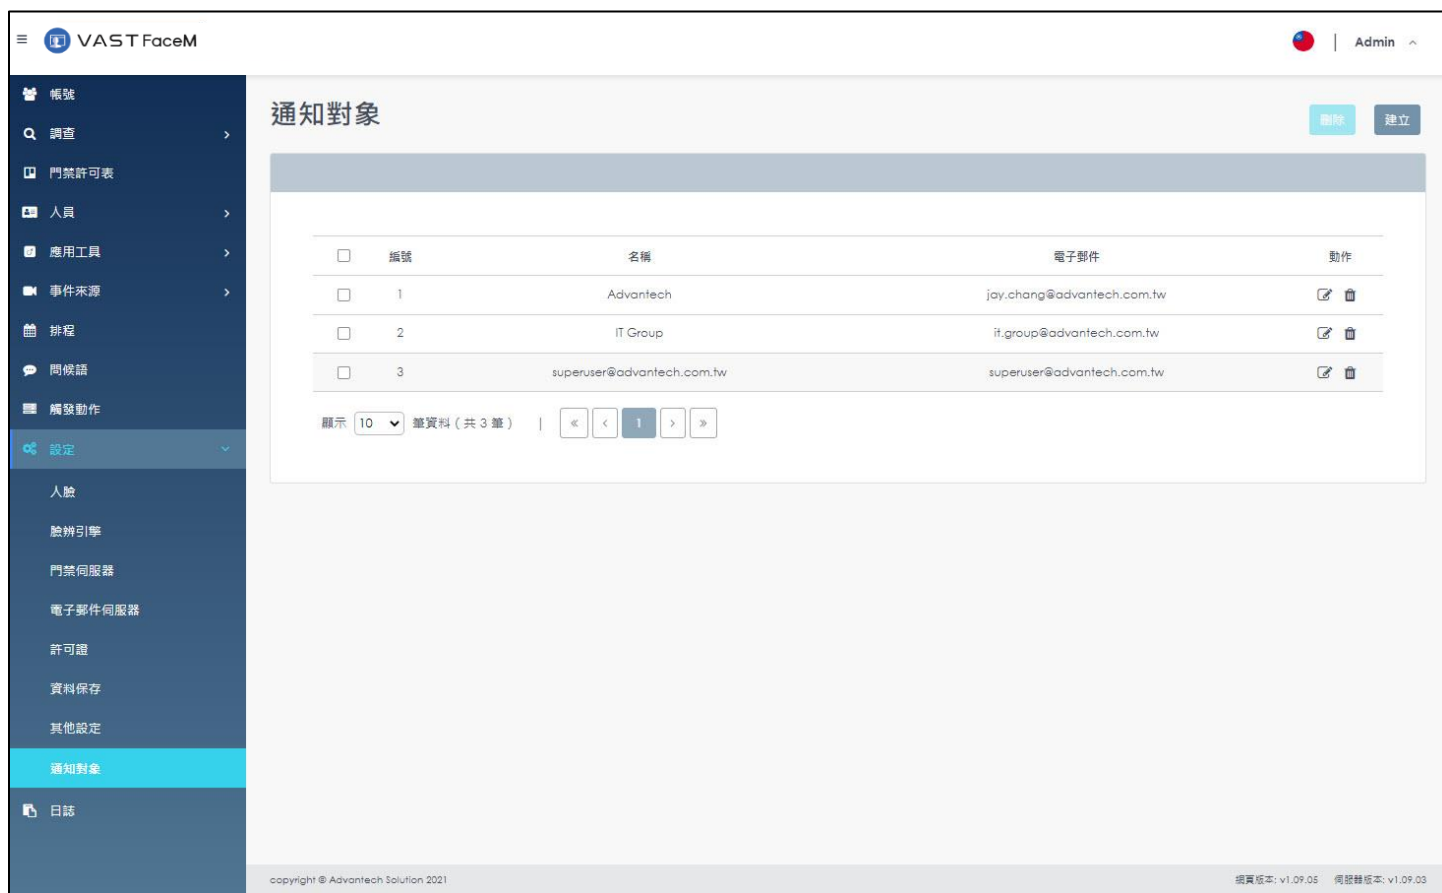 VAST FaceM
Admin
帳號
調查
門禁許可表
人員
應用工具
事件來源
排程
問候語
觸發動作
設定
人臉
臉辨引擎
門禁伺服器
電子郵件伺服器
許可證
資料保存
其他設定
通知對象
日誌
通知對象
刪除 建立
編號 名稱 電子郵件 動作
1 Advantech jay.chang@advantech.com.tw
2 IT Group it.group@advantech.com.tw
3 superuser@advantech.com.tw superuser@advantech.com.tw
顯示 10 筆資料 ( 共 3 筆 ) | « ‹ 1 › »
copyright © Advantech Solution 2021
網頁版本: v1.09.05 伺服器版本: v1.09.03